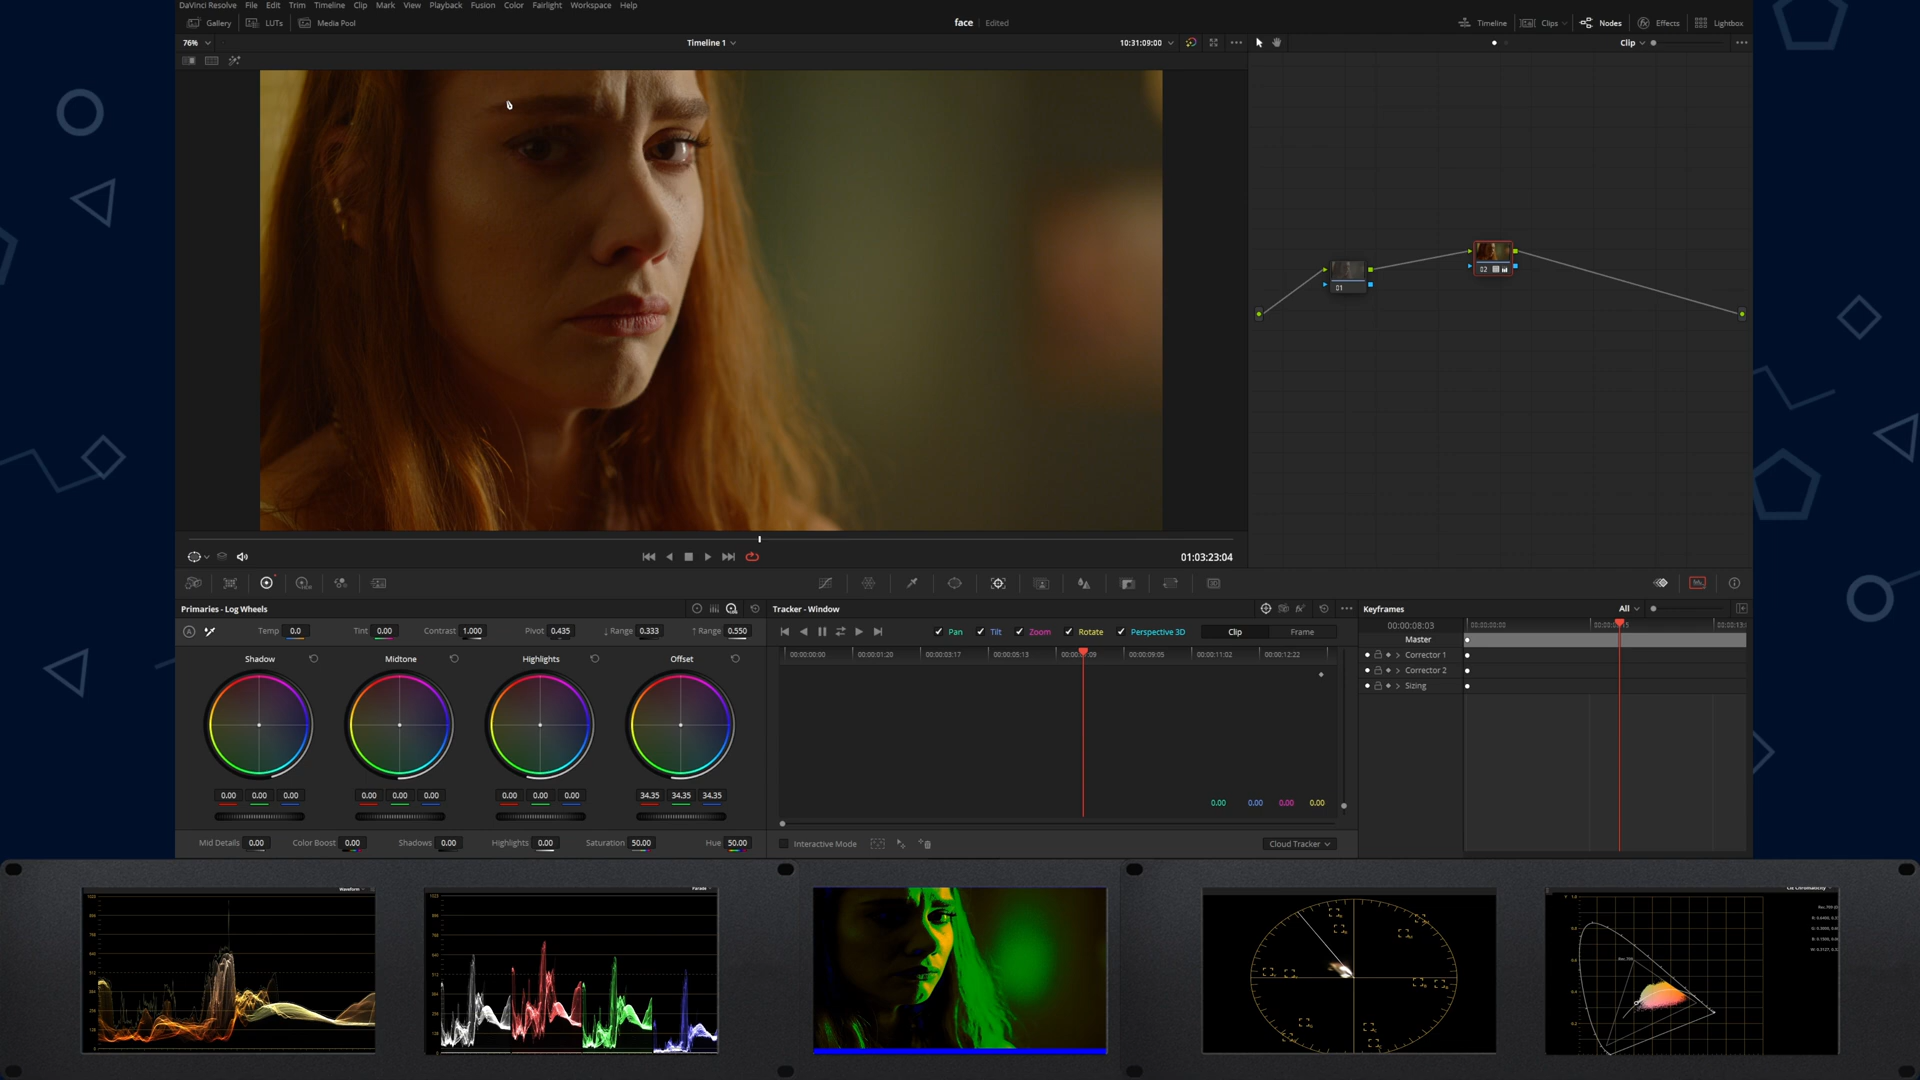 DaVinci Resolve File Edit Trim Timeline Clip Mark View Playback Fusion Color Fairlight Workspace Help
Gallery LUTs Media Pool face Edited Timeline Clips Nodes Effects Lightbox
76% Timeline 1 10:31:09:00 Clip
01
02
01:03:23:04
Primaries - Log Wheels Tracker - Window Keyframes All
Temp 0.0 Tint 0.00 Contrast 1.000 Pivot 0.435 ↓ Range 0.333 ↑ Range 0.550
Pan Tilt Zoom Rotate Perspective 3D Clip Frame
00:00:08:03 00:00:00:00
Master
Shadow Midtone Highlights Offset
00:00:00:00 00:00:01:20 00:00:03:17 00:00:05:13 00:00:09:05 00:00:11:02 00:00:12:22
Corrector 1
Corrector 2
Sizing
0.00 0.00 0.00 0.00 0.00 0.00 0.00 0.00 0.00 34.35 34.35 34.35
0.00 0.00 0.00 0.00
Mid Details 0.00 Color Boost 0.00 Shadows 0.00 Highlights 0.00 Saturation 50.00 Hue 50.00
Interactive Mode Cloud Tracker
Waveform
Parade
CIE Chromaticity